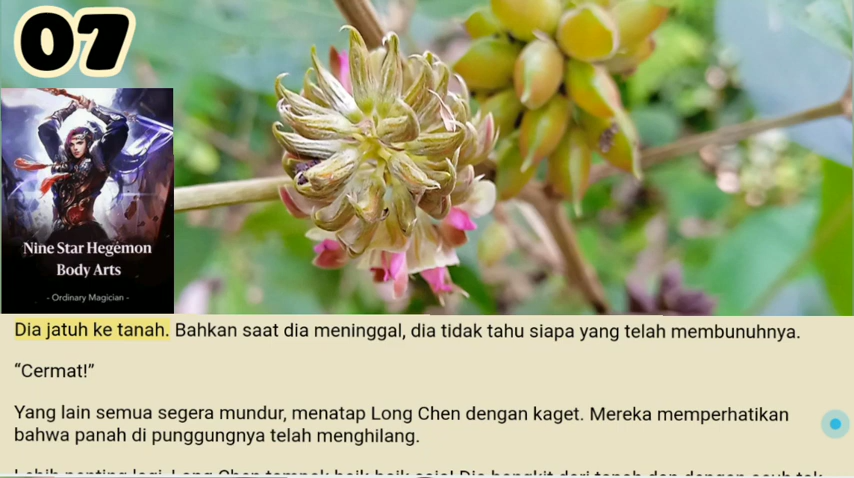 07
Nine Star Hegemon
Body Arts
- Ordinary Magician -
Dia jatuh ke tanah. Bahkan saat dia meninggal, dia tidak tahu siapa yang telah membunuhnya.
“Cermat!”
Yang lain semua segera mundur, menatap Long Chen dengan kaget. Mereka memperhatikan
bahwa panah di punggungnya telah menghilang.